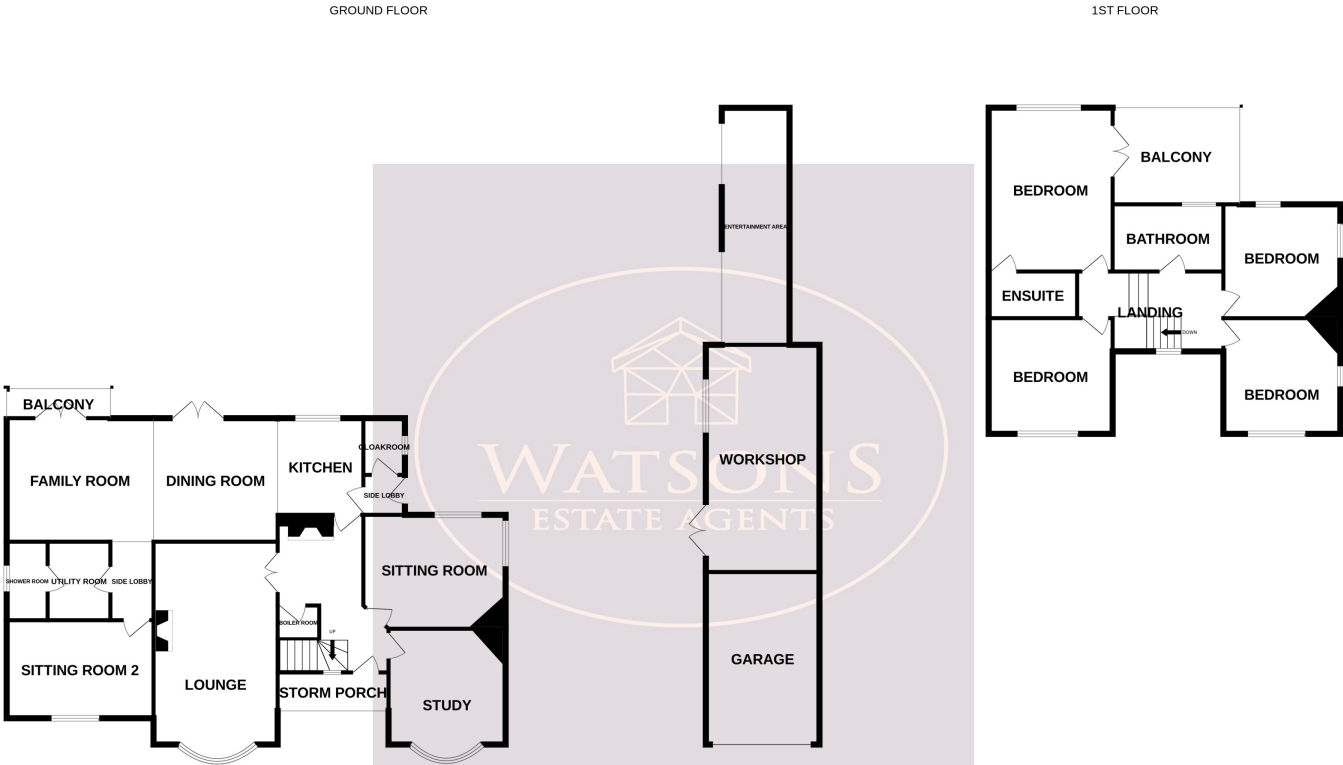 GROUND FLOOR
1ST FLOOR
BALCONY
FAMILY ROOM
DINING ROOM
KITCHEN
CLOAKROOM
SIDE LOBBY
SHOWER ROOM
UTILITY ROOM
SIDE LOBBY
SITTING ROOM
BOILER ROOM
UP
SITTING ROOM 2
LOUNGE
STORM PORCH
STUDY
ENTERTAINMENT AREA
WORKSHOP
GARAGE
WATSONS
ESTATE AGENTS
BEDROOM
BALCONY
BATHROOM
BEDROOM
ENSUITE
LANDING
DOWN
BEDROOM
BEDROOM